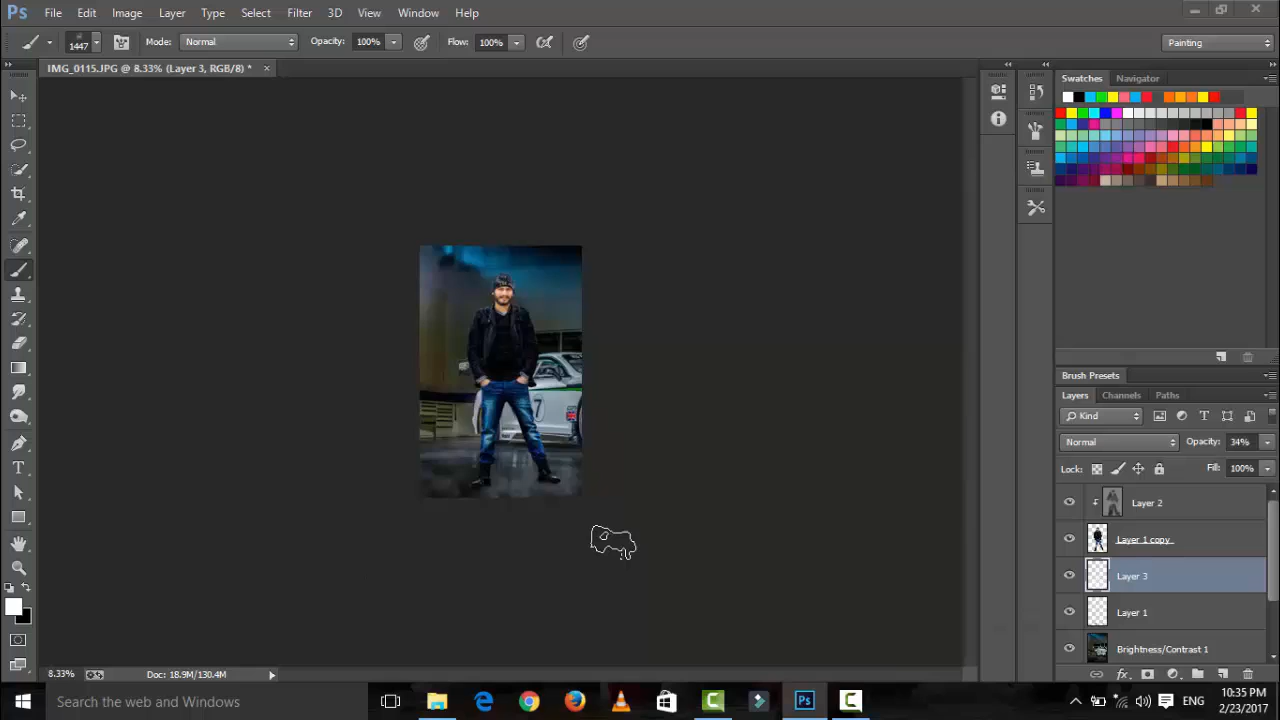 Ps File Edit Image Layer Type Select Filter 3D View Window Help
1447 Mode: Normal Opacity: 100% Flow: 100% Painting
IMG_0115.JPG @ 8.33% (Layer 3, RGB/8) * ×
Swatches Navigator
Brush Presets
Layers Channels Paths
Kind
Normal Opacity: 34%
Lock: Fill: 100%
Layer 2
Layer 1 copy
Layer 3
Layer 1
Brightness/Contrast 1
7
8.33% Doc: 18.9M/130.4M
Search the web and Windows
ENG
10:35 PM
2/23/2017